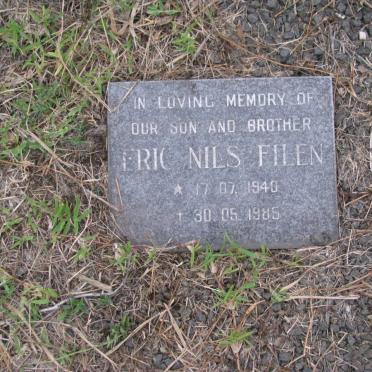 IN LOVING MEMORY OF
OUR SON AND BROTHER
ERIC NILS FILEN
* 17.07.1940
† 30.05.1985